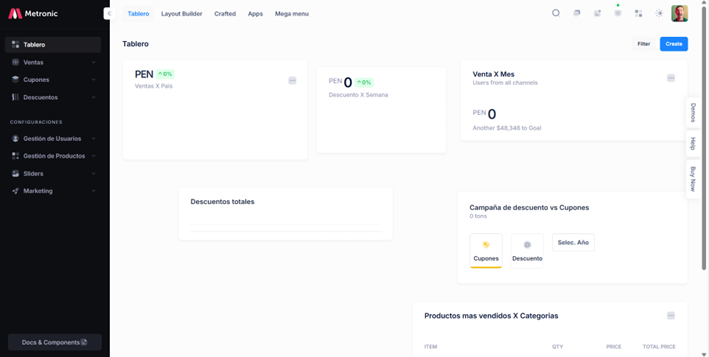 Metronic
Tablero
Layout Builder
Crafted
Apps
Mega menu
Tablero
Ventas
Cupones
Descuentos
CONFIGURACIONES
Gestión de Usuarios
Gestión de Productos
Sliders
Marketing
Docs & Components
Tablero
Filter
Create
PEN 0%
Ventas X Pais
PEN 0 0%
Descuento X Semana
Venta X Mes
Users from all channels
PEN 0
Another $48,346 to Goal
Demos
Help
Buy Now
Descuentos totales
Campaña de descuento vs Cupones
0 tons
Cupones
Descuento
Selec. Año
Productos mas vendidos X Categorias
ITEM QTY PRICE TOTAL PRICE